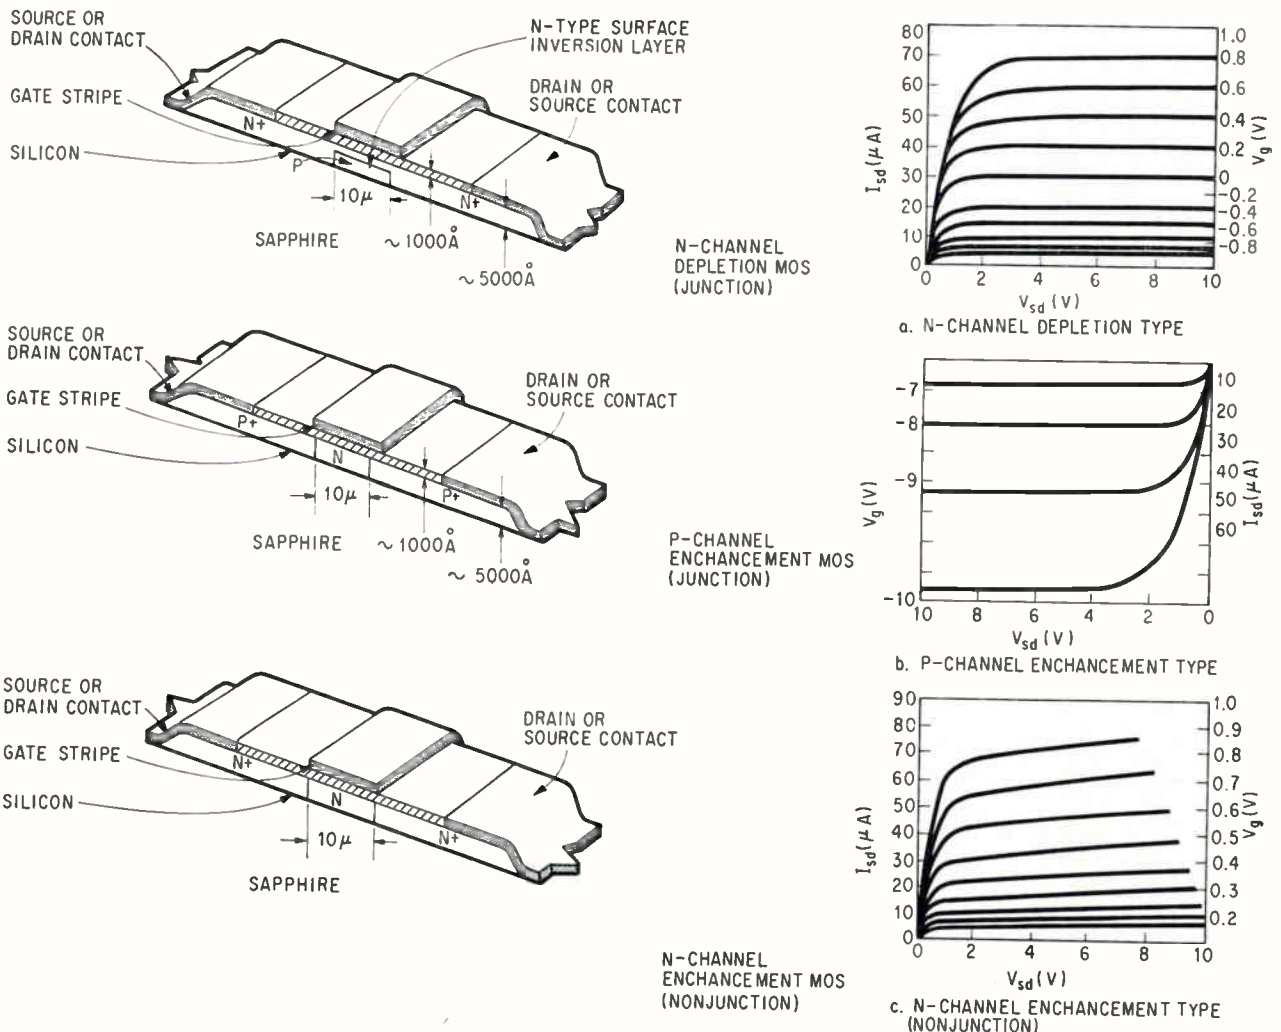 SOURCE OR
DRAIN CONTACT
GATE STRIPE
SILICON
N-TYPE SURFACE
INVERSION LAYER
DRAIN OR
SOURCE CONTACT
N+
P
10μ
N+
SAPPHIRE
~1000Å
~5000Å
N-CHANNEL
DEPLETION MOS
(JUNCTION)
SOURCE OR
DRAIN CONTACT
GATE STRIPE
SILICON
DRAIN OR
SOURCE CONTACT
P+
N
10μ
P+
SAPPHIRE
~1000Å
~5000Å
P-CHANNEL
ENCHANCEMENT MOS
(JUNCTION)
SOURCE OR
DRAIN CONTACT
GATE STRIPE
SILICON
DRAIN OR
SOURCE CONTACT
N+
N
10μ
N+
SAPPHIRE
N-CHANNEL
ENCHANCEMENT MOS
(NONJUNCTION)
80
70
60
50
40
30
20
10
0
Isd(μA)
1.0
0.8
0.6
0.4
0.2
0
-0.2
-0.4
-0.6
-0.8
Vg(V)
0 2 4 6 8 10
Vsd(V)
a. N-CHANNEL DEPLETION TYPE
-7
-8
-9
-10
Vg(V)
10
20
30
40
50
60
Isd(μA)
10 8 6 4 2 0
Vsd(V)
b. P-CHANNEL ENCHANCEMENT TYPE
90
80
70
60
50
40
30
20
10
0
Isd(μA)
1.0
0.9
0.8
0.7
0.6
0.5
0.4
0.3
0.2
Vg(V)
0 2 4 6 8 10
Vsd(V)
c. N-CHANNEL ENCHANCEMENT TYPE
(NONJUNCTION)